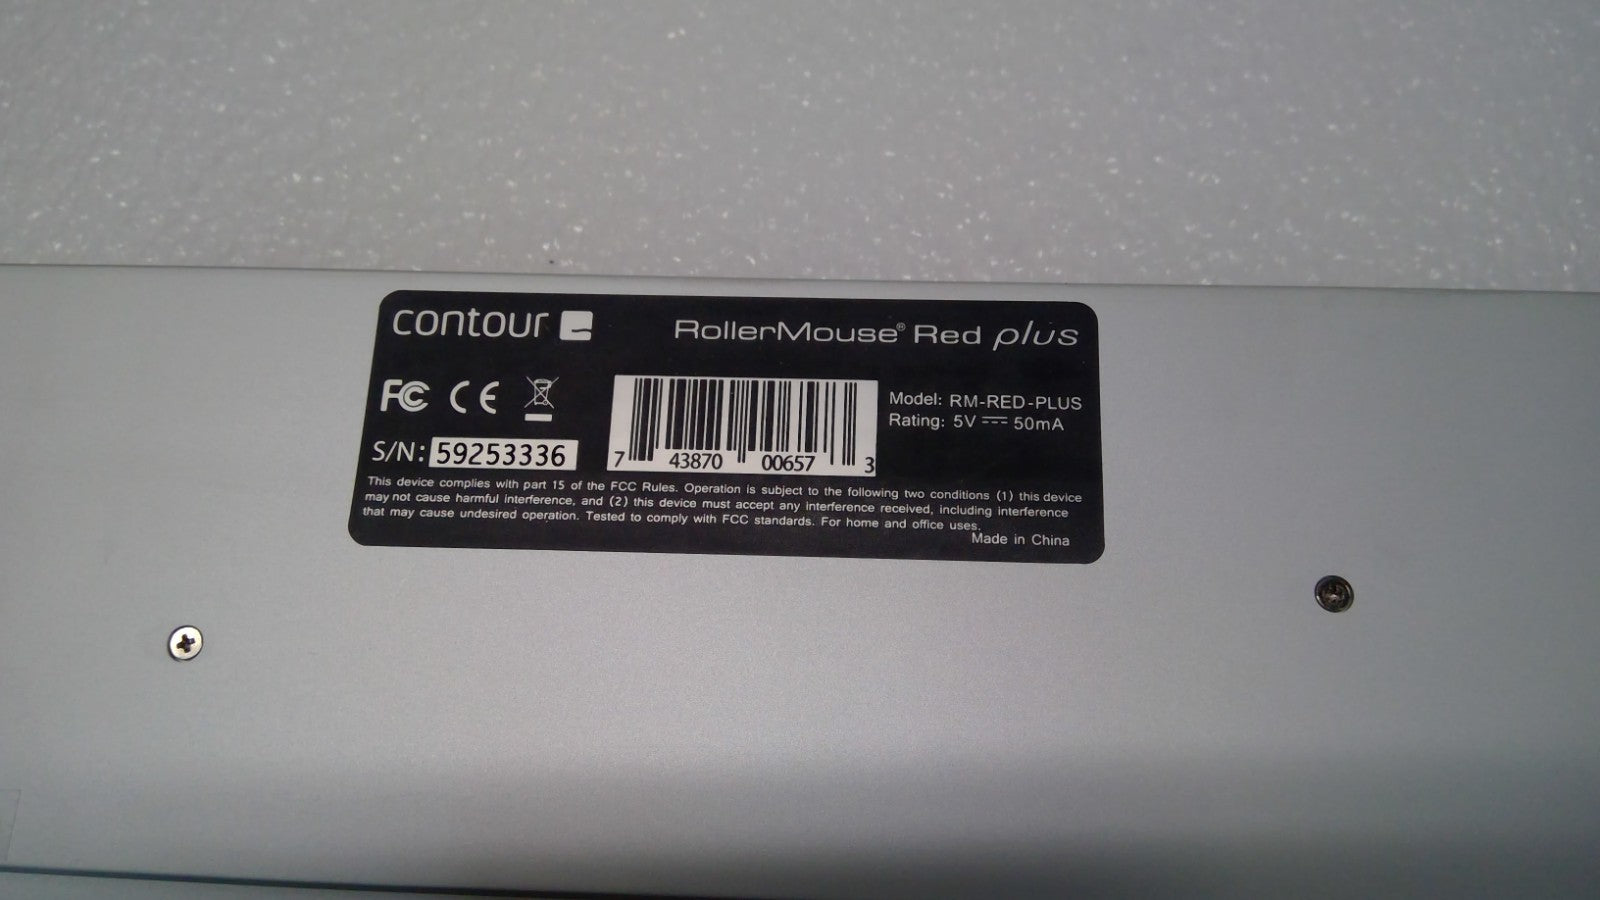 contour
RollerMouse® Red plus
FC CE
Model: RM-RED-PLUS
Rating: 5V ⎓ 50mA
S/N: 59253336
7 43870 00657 3
This device complies with part 15 of the FCC Rules. Operation is subject to the following two conditions (1) this device
may not cause harmful interference, and (2) this device must accept any interference received, including interference
that may cause undesired operation. Tested to comply with FCC standards. For home and office uses.
Made in China